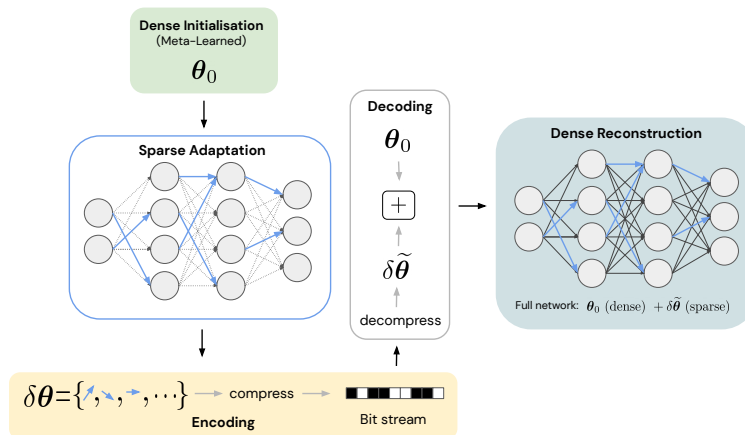 Dense Initialisation
(Meta-Learned)
θ₀
Sparse Adaptation
Decoding
θ₀
+
δθ̃
decompress
Dense Reconstruction
Full network: θ₀ (dense) + δθ̃ (sparse)
δθ={ , , , ⋯}
compress
Encoding
Bit stream